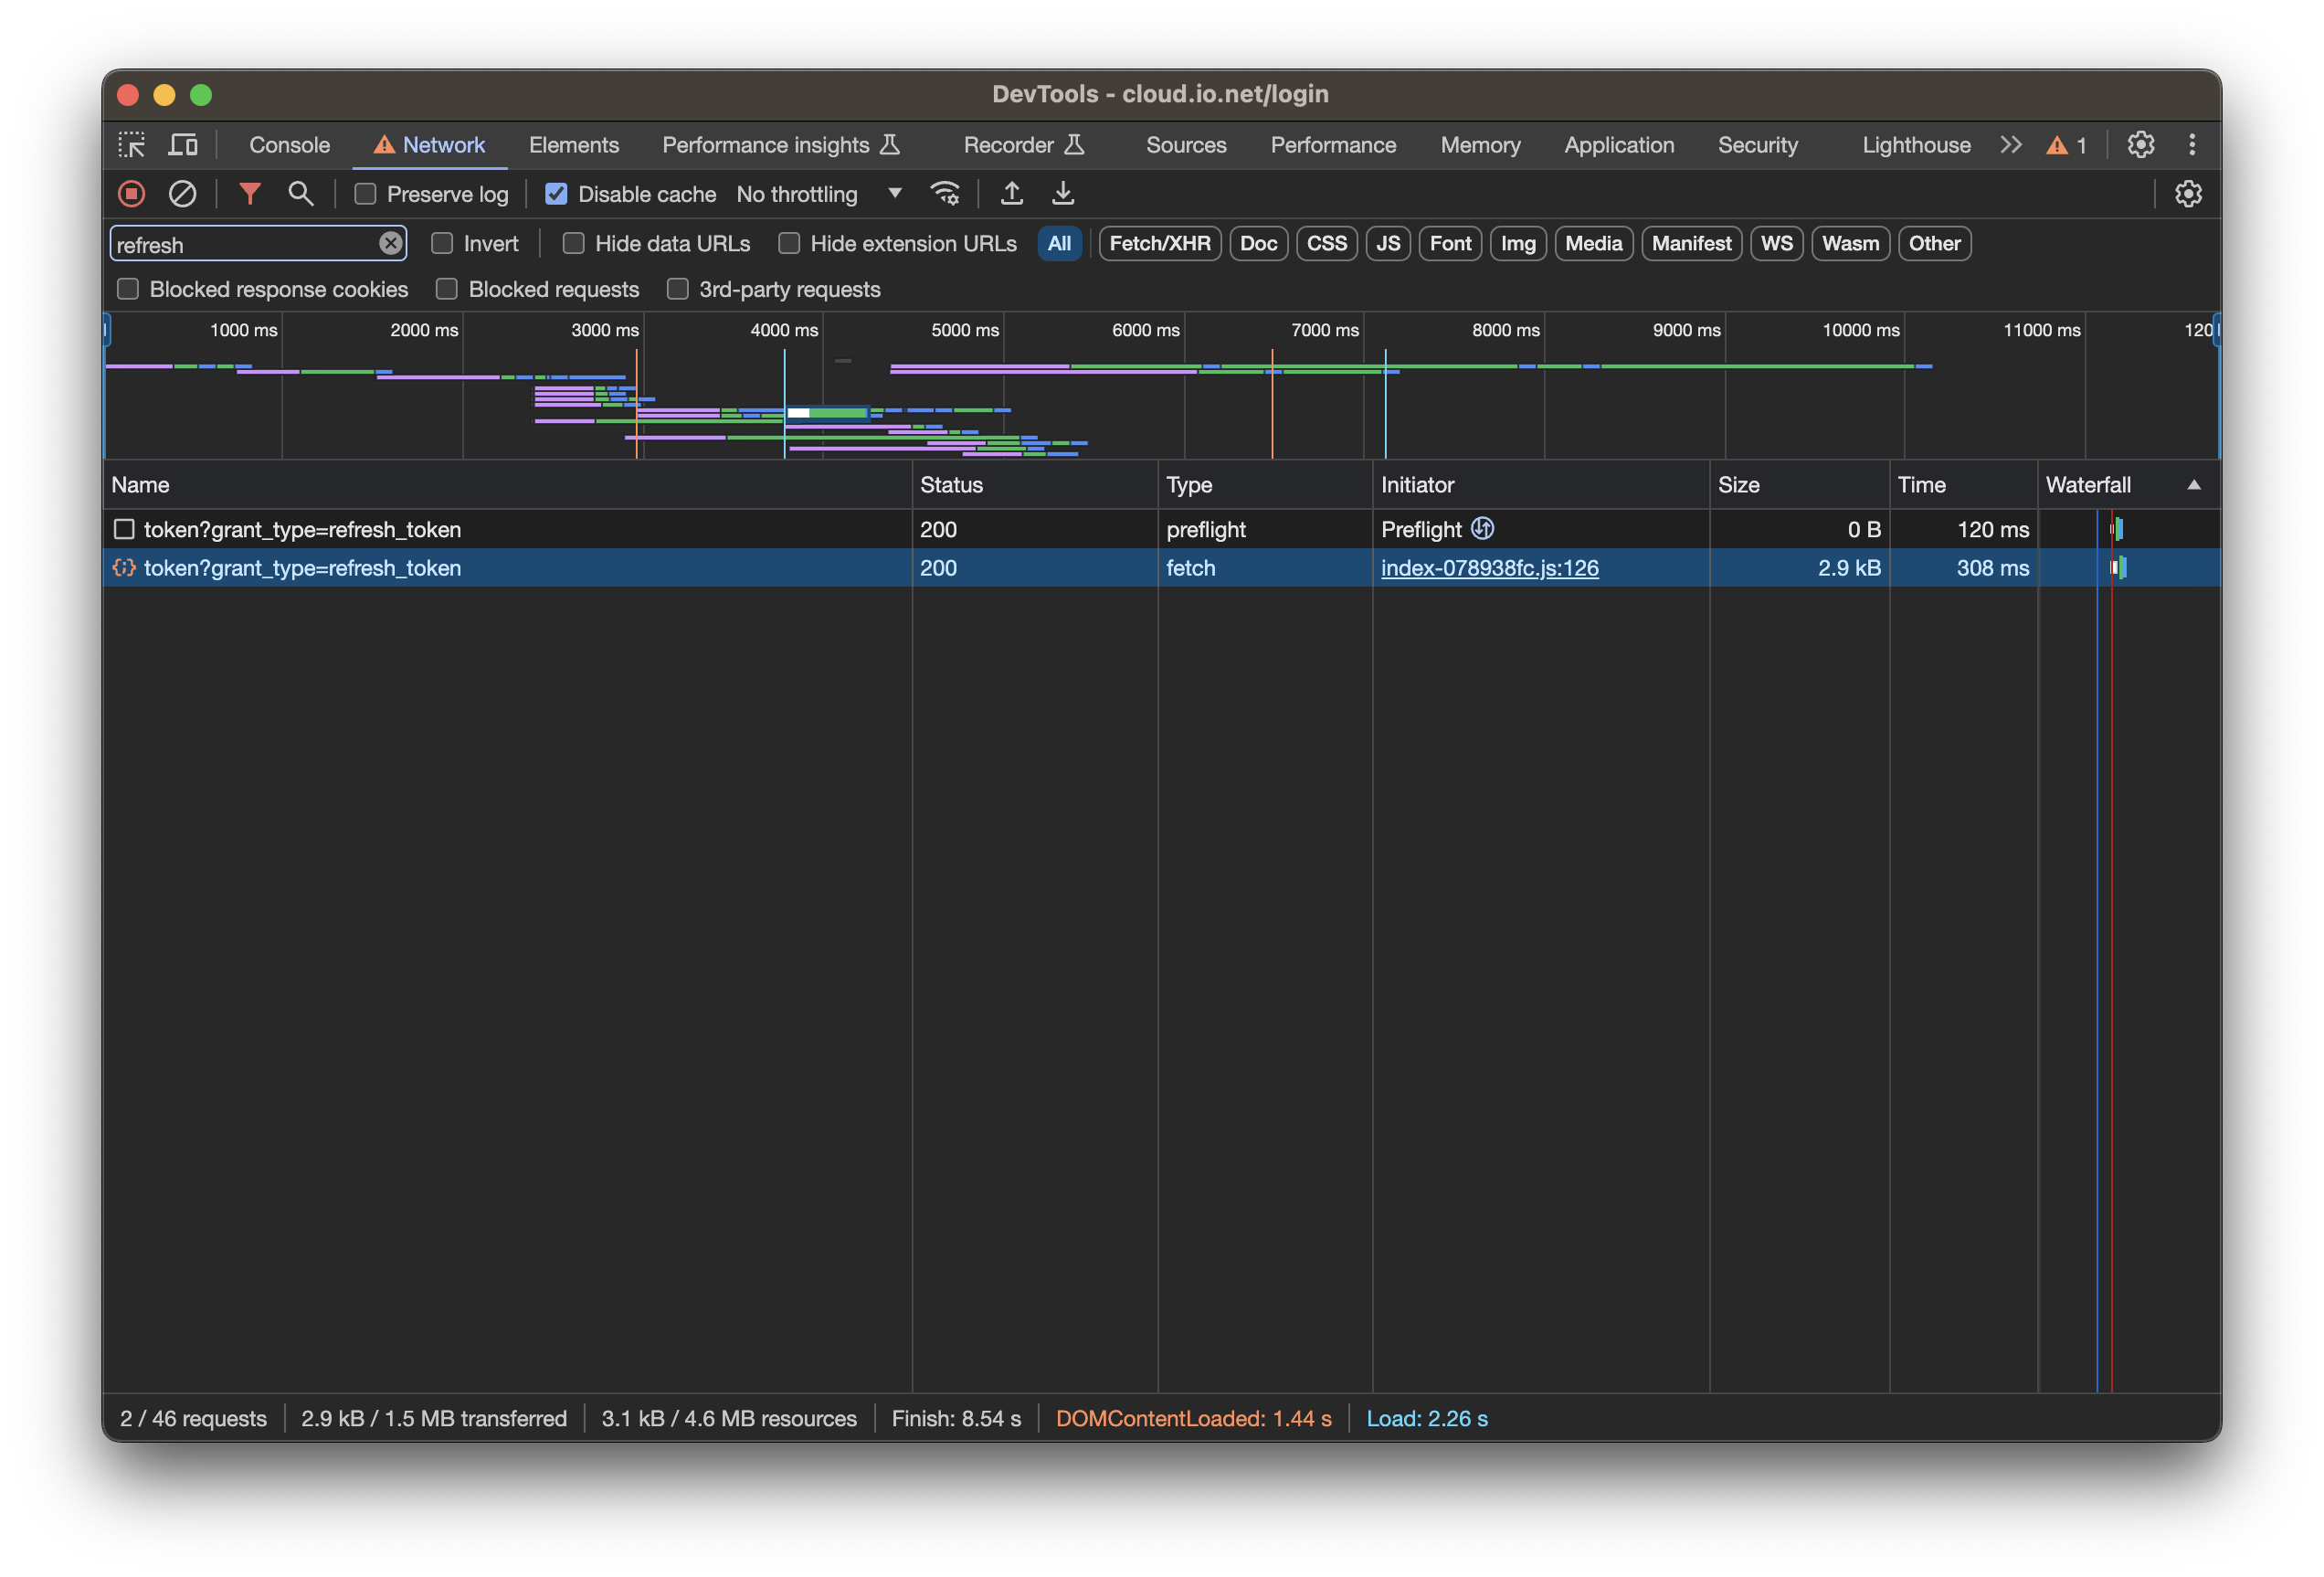 DevTools - cloud.io.net/login
Console Network Elements Performance insights Recorder Sources Performance Memory Application Security Lighthouse 1
Preserve log Disable cache No throttling
refresh Invert Hide data URLs Hide extension URLs All Fetch/XHR Doc CSS JS Font Img Media Manifest WS Wasm Other
Blocked response cookies Blocked requests 3rd-party requests
1000 ms 2000 ms 3000 ms 4000 ms 5000 ms 6000 ms 7000 ms 8000 ms 9000 ms 10000 ms 11000 ms 120
Name Status Type Initiator Size Time Waterfall
token?grant_type=refresh_token 200 preflight Preflight 0 B 120 ms
{;} token?grant_type=refresh_token 200 fetch index-078938fc.js:126 2.9 kB 308 ms
2 / 46 requests 2.9 kB / 1.5 MB transferred 3.1 kB / 4.6 MB resources Finish: 8.54 s DOMContentLoaded: 1.44 s Load: 2.26 s